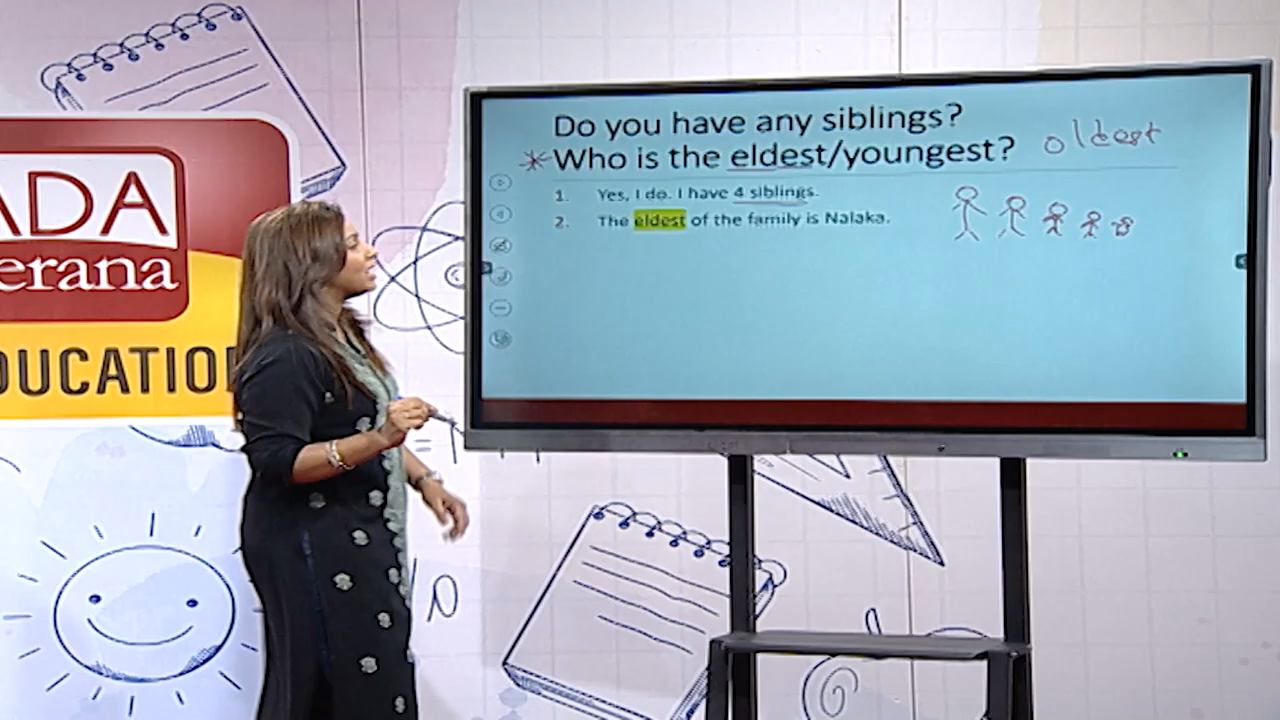 ADA
erana
DUCATIO
Do you have any siblings?
Who is the eldest/youngest? oldest
1. Yes, I do. I have 4 siblings.
2. The eldest of the family is Nalaka.